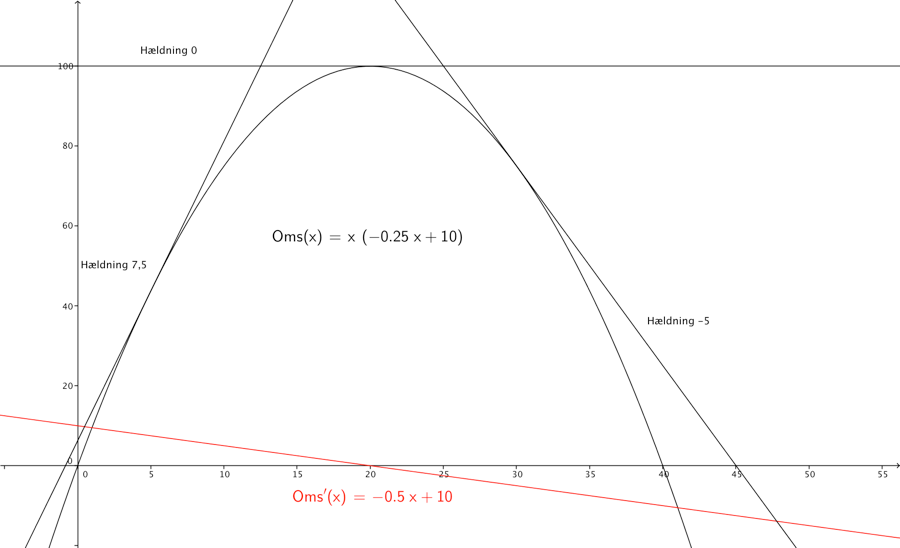 Hældning 0
100
80
Oms(x) = x (−0.25 x + 10)
60
Hældning 7,5
40
Hældning −5
20
0
0 5 10 15 20 25 30 35 40 45 50 55
Oms′(x) = −0.5 x + 10